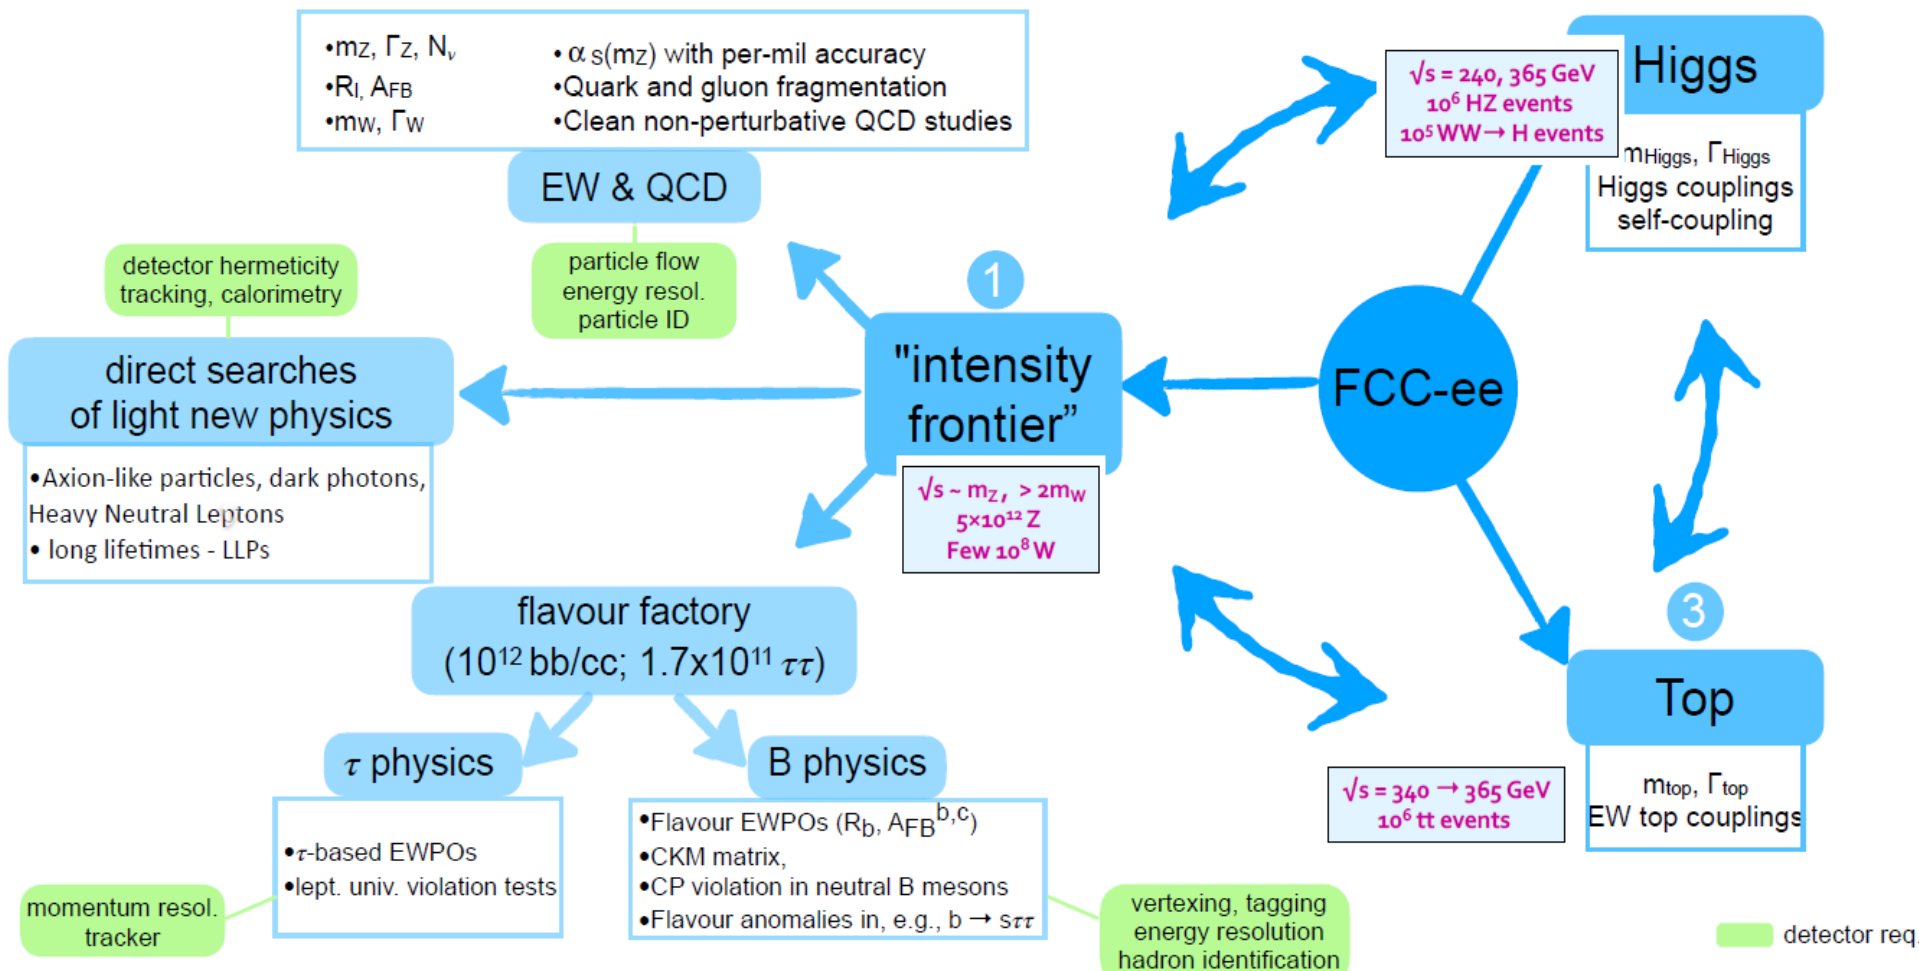 •mZ, ΓZ, Nν
•Rl, AFB
•mW, ΓW
•αS(mZ) with per-mil accuracy
•Quark and gluon fragmentation
•Clean non-perturbative QCD studies
EW & QCD
particle flow
energy resol.
particle ID
detector hermeticity
tracking, calorimetry
direct searches
of light new physics
•Axion-like particles, dark photons,
Heavy Neutral Leptons
• long lifetimes - LLPs
1
"intensity
frontier”
√s ~ mZ, > 2mW
5×10¹² Z
Few 10⁸ W
FCC-ee
√s = 240, 365 GeV
10⁶ HZ events
10⁵ WW → H events
Higgs
mHiggs, ΓHiggs
Higgs couplings
self-coupling
flavour factory
(10¹² bb/cc; 1.7x10¹¹ ττ)
τ physics
•τ-based EWPOs
•lept. univ. violation tests
momentum resol.
tracker
B physics
•Flavour EWPOs (Rb, AFBb,c)
•CKM matrix,
•CP violation in neutral B mesons
•Flavour anomalies in, e.g., b → sττ
vertexing, tagging
energy resolution
hadron identification
3
Top
mtop, Γtop
EW top couplings
√s = 340 → 365 GeV
10⁶ tt events
detector req.